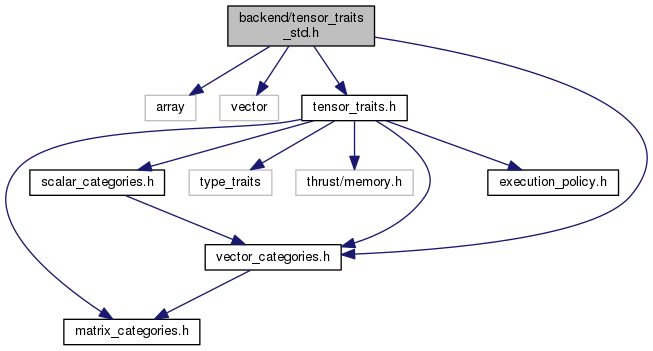 backend/tensor_traits
_std.h
array
vector
tensor_traits.h
scalar_categories.h
type_traits
thrust/memory.h
execution_policy.h
vector_categories.h
matrix_categories.h